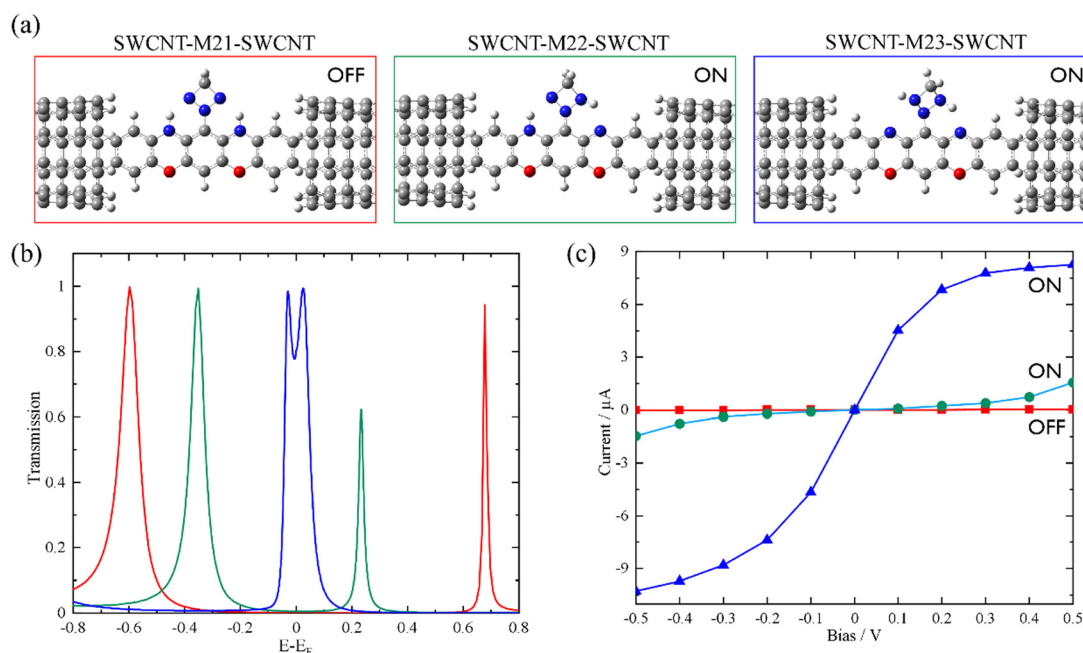 (a)
SWCNT-M21-SWCNT
SWCNT-M22-SWCNT
SWCNT-M23-SWCNT
OFF
ON
ON
(b)
Transmission
1
0.8
0.6
0.4
0.2
0
-0.8
-0.6
-0.4
-0.2
0
0.2
0.4
0.6
0.8
E-E_F
(c)
Current / µA
9
6
3
0
-3
-6
-9
ON
ON
OFF
-0.5
-0.4
-0.3
-0.2
-0.1
0
0.1
0.2
0.3
0.4
0.5
Bias / V